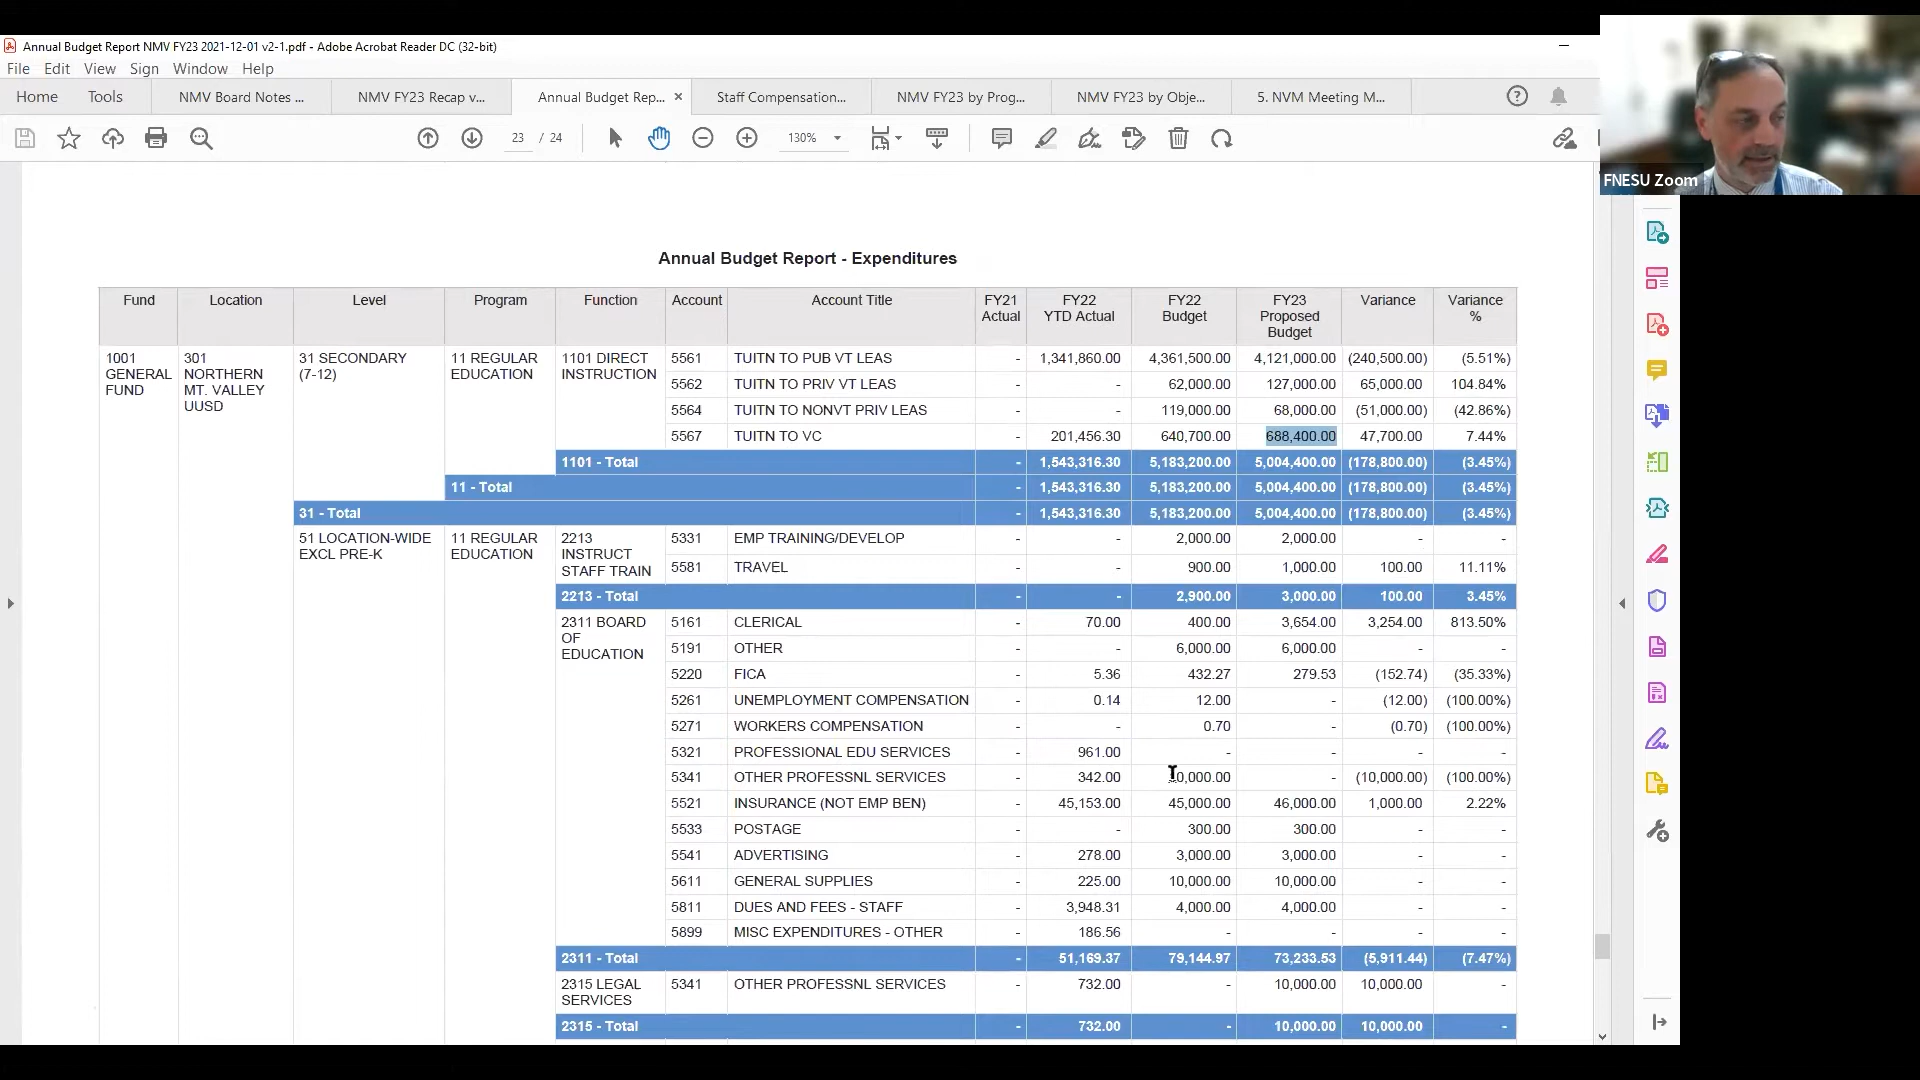 Annual Budget Report NMV FY23 2021-12-01 v2-1.pdf - Adobe Acrobat Reader DC (32-bit)
File Edit View Sign Window Help
Home Tools NMV Board Notes ... NMV FY23 Recap v... Annual Budget Rep... × Staff Compensation... NMV FY23 by Prog... NMV FY23 by Obje... 5. NVM Meeting M...
23 / 24 130%
FNESU Zoom
Annual Budget Report - Expenditures
Fund Location Level Program Function Account Account Title FY21 Actual FY22 YTD Actual FY22 Budget FY23 Proposed Budget Variance Variance %
1001 GENERAL FUND 301 NORTHERN MT. VALLEY UUSD 31 SECONDARY (7-12) 11 REGULAR EDUCATION 1101 DIRECT INSTRUCTION 5561 TUITN TO PUB VT LEAS - 1,341,860.00 4,361,500.00 4,121,000.00 (240,500.00) (5.51%)
5562 TUITN TO PRIV VT LEAS - - 62,000.00 127,000.00 65,000.00 104.84%
5564 TUITN TO NONVT PRIV LEAS - - 119,000.00 68,000.00 (51,000.00) (42.86%)
5567 TUITN TO VC - 201,456.30 640,700.00 688,400.00 47,700.00 7.44%
1101 - Total - 1,543,316.30 5,183,200.00 5,004,400.00 (178,800.00) (3.45%)
11 - Total - 1,543,316.30 5,183,200.00 5,004,400.00 (178,800.00) (3.45%)
31 - Total - 1,543,316.30 5,183,200.00 5,004,400.00 (178,800.00) (3.45%)
51 LOCATION-WIDE EXCL PRE-K 11 REGULAR EDUCATION 2213 INSTRUCT STAFF TRAIN 5331 EMP TRAINING/DEVELOP - - 2,000.00 2,000.00 - -
5581 TRAVEL - - 900.00 1,000.00 100.00 11.11%
2213 - Total - - 2,900.00 3,000.00 100.00 3.45%
2311 BOARD OF EDUCATION 5161 CLERICAL - 70.00 400.00 3,654.00 3,254.00 813.50%
5191 OTHER - - 6,000.00 6,000.00 - -
5220 FICA - 5.36 432.27 279.53 (152.74) (35.33%)
5261 UNEMPLOYMENT COMPENSATION - 0.14 12.00 - (12.00) (100.00%)
5271 WORKERS COMPENSATION - - 0.70 - (0.70) (100.00%)
5321 PROFESSIONAL EDU SERVICES - 961.00 - - - -
5341 OTHER PROFESSNL SERVICES - 342.00 10,000.00 - (10,000.00) (100.00%)
5521 INSURANCE (NOT EMP BEN) - 45,153.00 45,000.00 46,000.00 1,000.00 2.22%
5533 POSTAGE - - 300.00 300.00 - -
5541 ADVERTISING - 278.00 3,000.00 3,000.00 - -
5611 GENERAL SUPPLIES - 225.00 10,000.00 10,000.00 - -
5811 DUES AND FEES - STAFF - 3,948.31 4,000.00 4,000.00 - -
5899 MISC EXPENDITURES - OTHER - 186.56 - - - -
2311 - Total - 51,169.37 79,144.97 73,233.53 (5,911.44) (7.47%)
2315 LEGAL SERVICES 5341 OTHER PROFESSNL SERVICES - 732.00 - 10,000.00 10,000.00 -
2315 - Total - 732.00 - 10,000.00 10,000.00 -